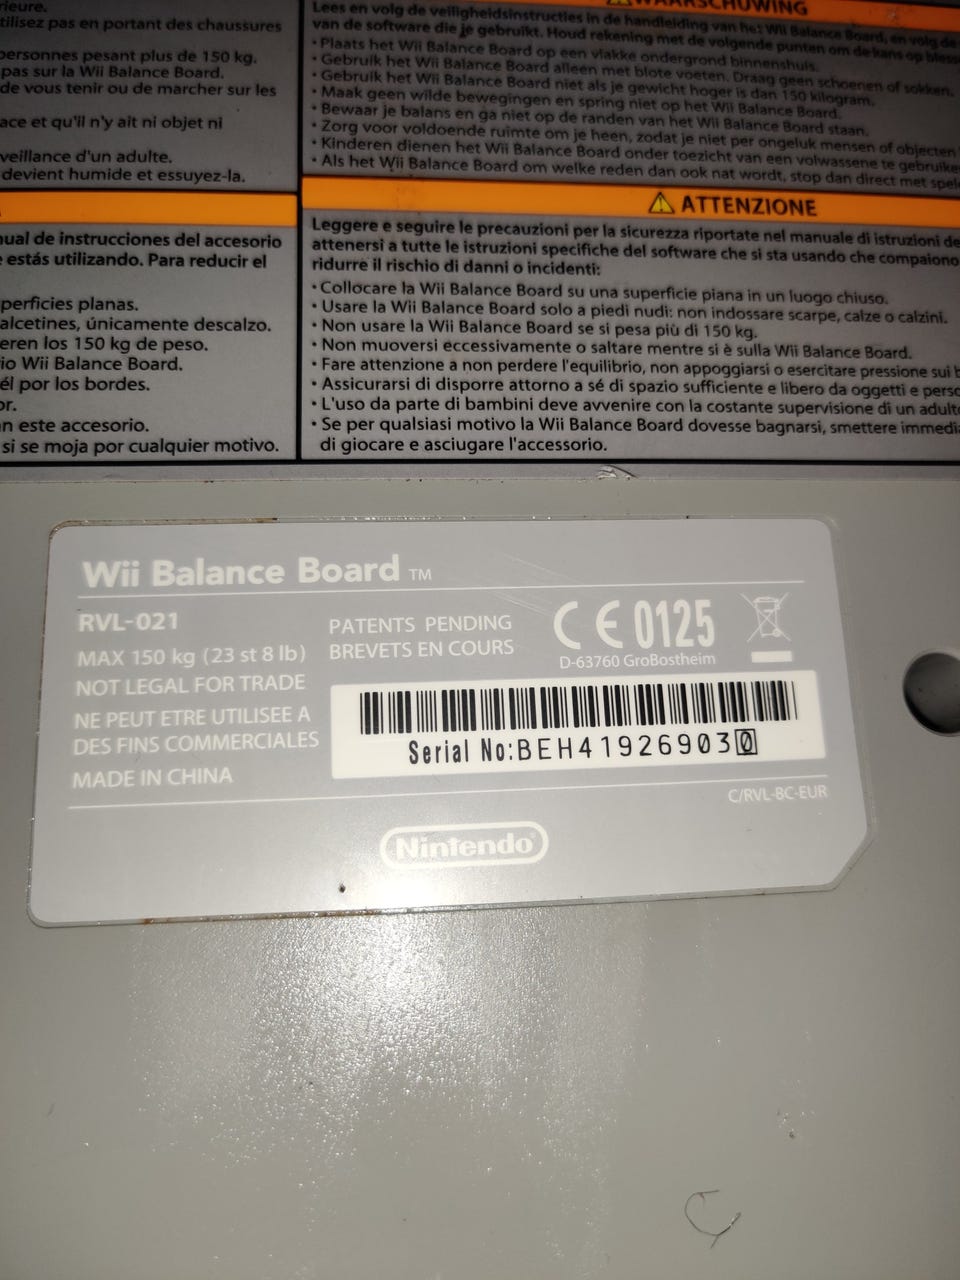 rieure.
tilisez pas en portant des chaussures
personnes pesant plus de 150 kg.
pas sur la Wii Balance Board.
de vous tenir ou de marcher sur les
ace et qu'il n'y ait ni objet ni
veillance d'un adulte.
devient humide et essuyez-la.
WAARSCHUWING
Lees en volg de veiligheidsinstructies in de handleiding van het Wii Balance Board, en volg de
van de software die je gebruikt. Houd rekening met de volgende punten om de kans op bless
• Plaats het Wii Balance Board op een vlakke ondergrond binnenshuis.
• Gebruik het Wii Balance Board alleen met blote voeten. Draag geen schoenen of sokken.
• Gebruik het Wii Balance Board niet als je gewicht hoger is dan 150 kilogram.
• Maak geen wilde bewegingen en spring niet op het Wii Balance Board.
• Bewaar je balans en ga niet op de randen van het Wii Balance Board staan.
• Zorg voor voldoende ruimte om je heen, zodat je niet per ongeluk mensen of objecten
• Kinderen dienen het Wii Balance Board onder toezicht van een volwassene te gebruike
• Als het Wii Balance Board om welke reden dan ook nat wordt, stop dan direct met spel
nual de instrucciones del accesorio
e estás utilizando. Para reducir el
perficies planas.
alcetines, únicamente descalzo.
eren los 150 kg de peso.
io Wii Balance Board.
él por los bordes.
or.
n este accesorio.
si se moja por cualquier motivo.
ATTENZIONE
Leggere e seguire le precauzioni per la sicurezza riportate nel manuale di istruzioni de
attenersi a tutte le istruzioni specifiche del software che si sta usando che compaiono
ridurre il rischio di danni o incidenti:
• Collocare la Wii Balance Board su una superficie piana in un luogo chiuso.
• Usare la Wii Balance Board solo a piedi nudi: non indossare scarpe, calze o calzini.
• Non usare la Wii Balance Board se si pesa più di 150 kg.
• Non muoversi eccessivamente o saltare mentre si è sulla Wii Balance Board.
• Fare attenzione a non perdere l'equilibrio, non appoggiarsi o esercitare pressione sui b
• Assicurarsi di disporre attorno a sé di spazio sufficiente e libero da oggetti e perso
• L'uso da parte di bambini deve avvenire con la costante supervisione di un adulto
• Se per qualsiasi motivo la Wii Balance Board dovesse bagnarsi, smettere immedia
di giocare e asciugare l'accessorio.
Wii Balance Board TM
RVL-021
MAX 150 kg (23 st 8 lb)
NOT LEGAL FOR TRADE
NE PEUT ETRE UTILISEE A
DES FINS COMMERCIALES
MADE IN CHINA
PATENTS PENDING
BREVETS EN COURS
CE 0125
D-63760 GroBostheim
Serial No:BEH419269030
C/RVL-BC-EUR
Nintendo